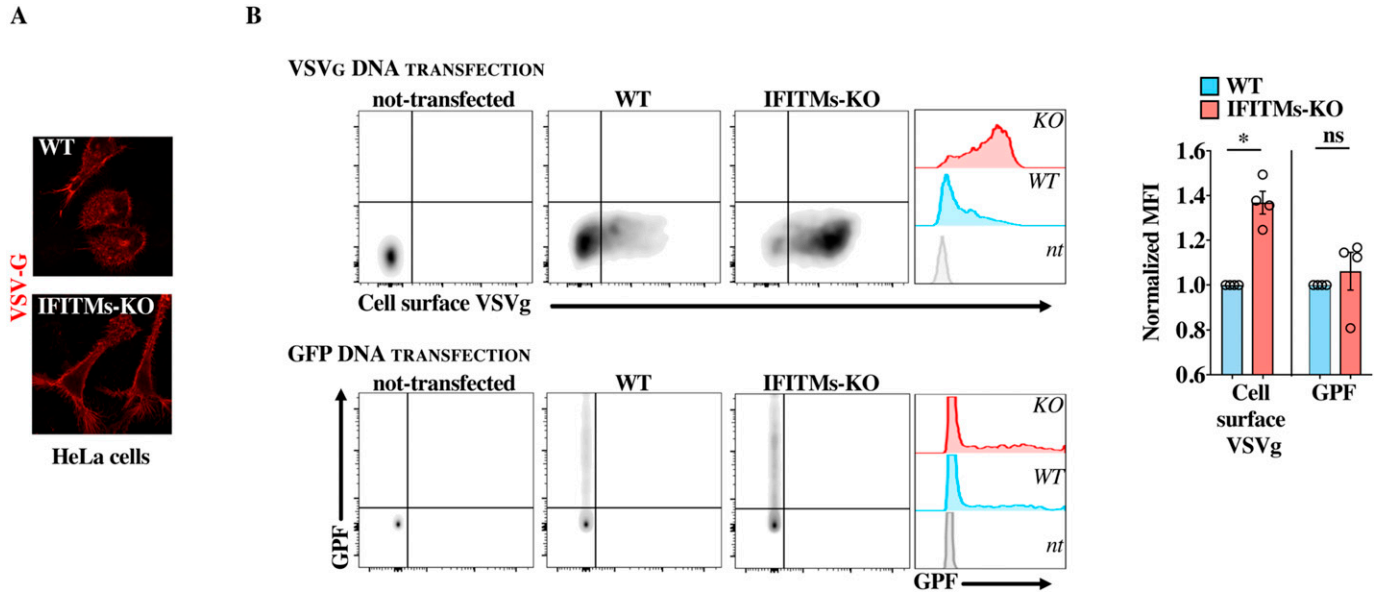 A
B
VSV-G
WT
IFITMs-KO
HeLa cells
VSVG DNA TRANSFECTION
not-transfected
WT
IFITMs-KO
KO
WT
nt
Cell surface VSVg
GFP DNA TRANSFECTION
not-transfected
WT
IFITMs-KO
GPF
KO
WT
nt
GPF
WT
IFITMs-KO
Normalized MFI
1.6
1.4
1.2
1.0
0.8
0.6
*
ns
Cell
surface
VSVg
GPF